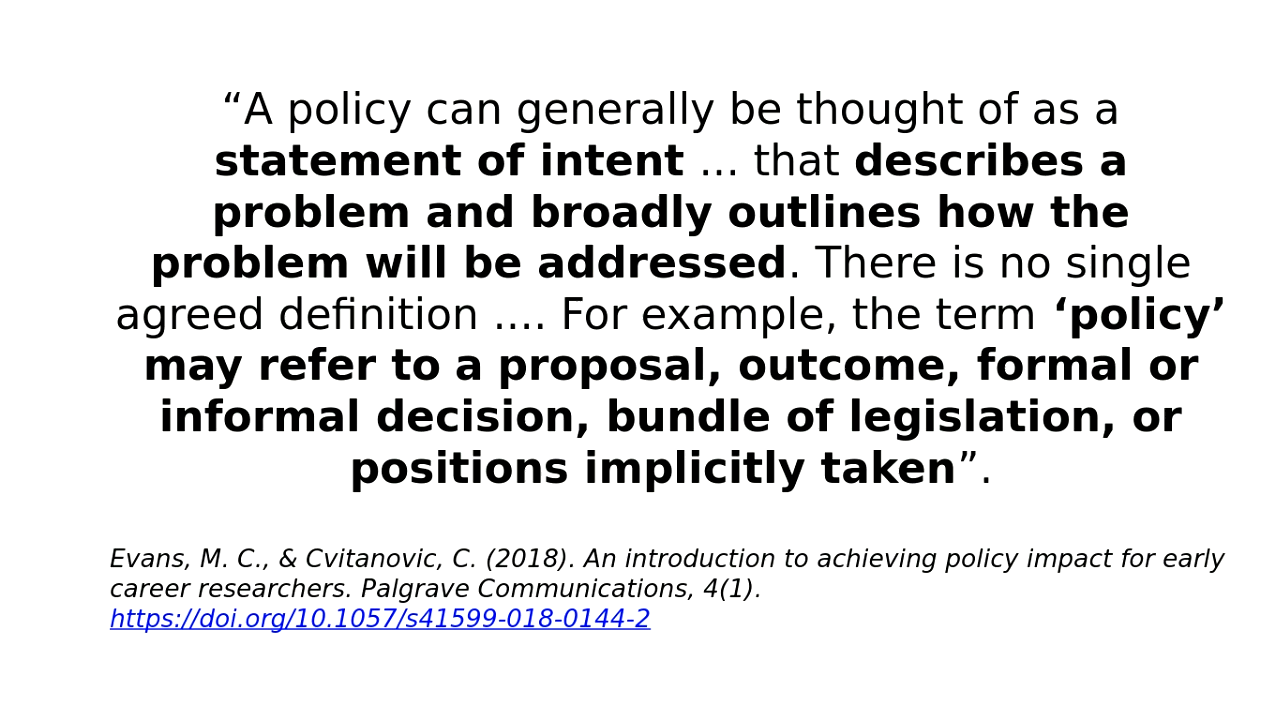 “A policy can generally be thought of as a
statement of intent ... that describes a
problem and broadly outlines how the
problem will be addressed. There is no single
agreed definition .... For example, the term ‘policy’
may refer to a proposal, outcome, formal or
informal decision, bundle of legislation, or
positions implicitly taken”.
Evans, M. C., & Cvitanovic, C. (2018). An introduction to achieving policy impact for early
career researchers. Palgrave Communications, 4(1).
https://doi.org/10.1057/s41599-018-0144-2